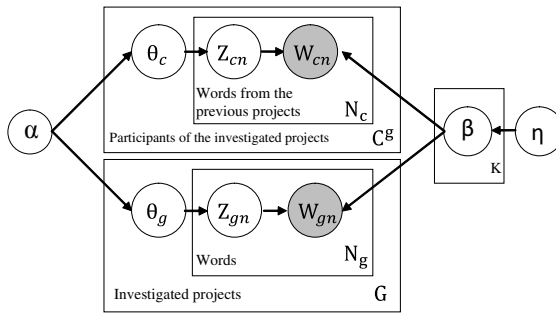 θc
Zcn
Wcn
Words from the
previous projects
Nc
Participants of the investigated projects
C^g
α
β
η
K
θg
Zgn
Wgn
Words
Ng
Investigated projects
G